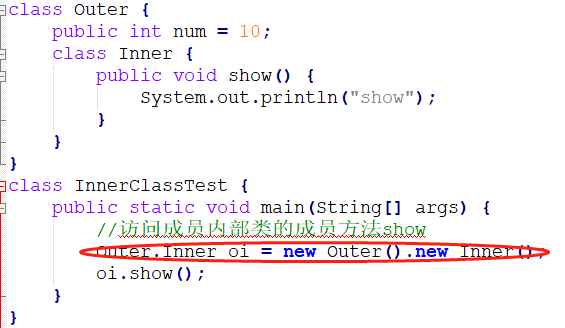 class Outer {
    public int num = 10;
    class Inner {
        public void show() {
            System.out.println("show");
        }
    }
}
class InnerClassTest {
    public static void main(String[] args) {
        //访问成员内部类的成员方法show
        Outer.Inner oi = new Outer().new Inner();
        oi.show();
    }
}